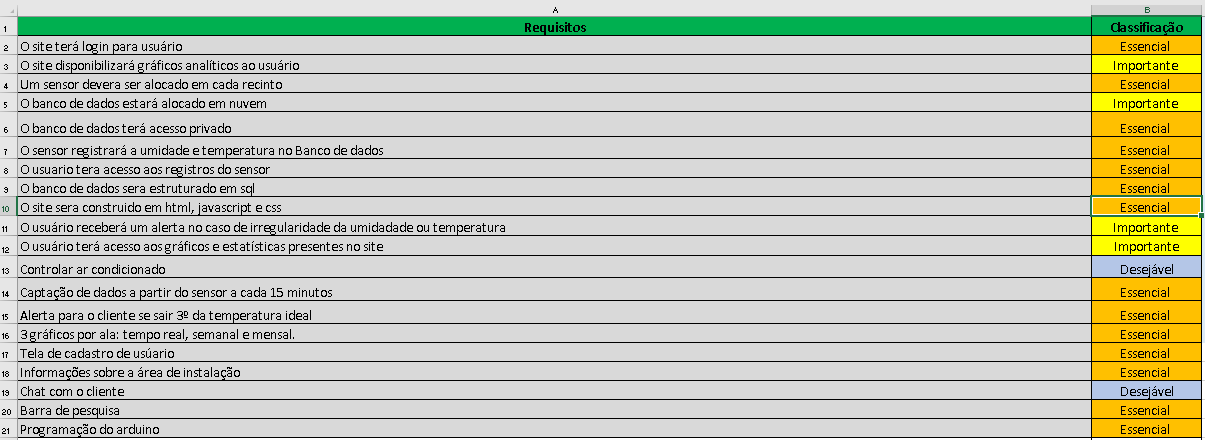 A B
1 Requisitos Classificação
2 O site terá login para usuário Essencial
3 O site disponibilizará gráficos analíticos ao usuário Importante
4 Um sensor devera ser alocado em cada recinto Essencial
5 O banco de dados estará alocado em nuvem Importante
6 O banco de dados terá acesso privado Essencial
7 O sensor registrará a umidade e temperatura no Banco de dados Essencial
8 O usuario tera acesso aos registros do sensor Essencial
9 O banco de dados sera estruturado em sql Essencial
10 O site sera construido em html, javascript e css Essencial
11 O usuário receberá um alerta no caso de irregularidade da umidadade ou temperatura Importante
12 O usuário terá acesso aos gráficos e estatísticas presentes no site Importante
13 Controlar ar condicionado Desejável
14 Captação de dados a partir do sensor a cada 15 minutos Essencial
15 Alerta para o cliente se sair 3º da temperatura ideal Essencial
16 3 gráficos por ala: tempo real, semanal e mensal. Essencial
17 Tela de cadastro de usúario Essencial
18 Informações sobre a área de instalação Essencial
19 Chat com o cliente Desejável
20 Barra de pesquisa Essencial
21 Programação do arduino Essencial